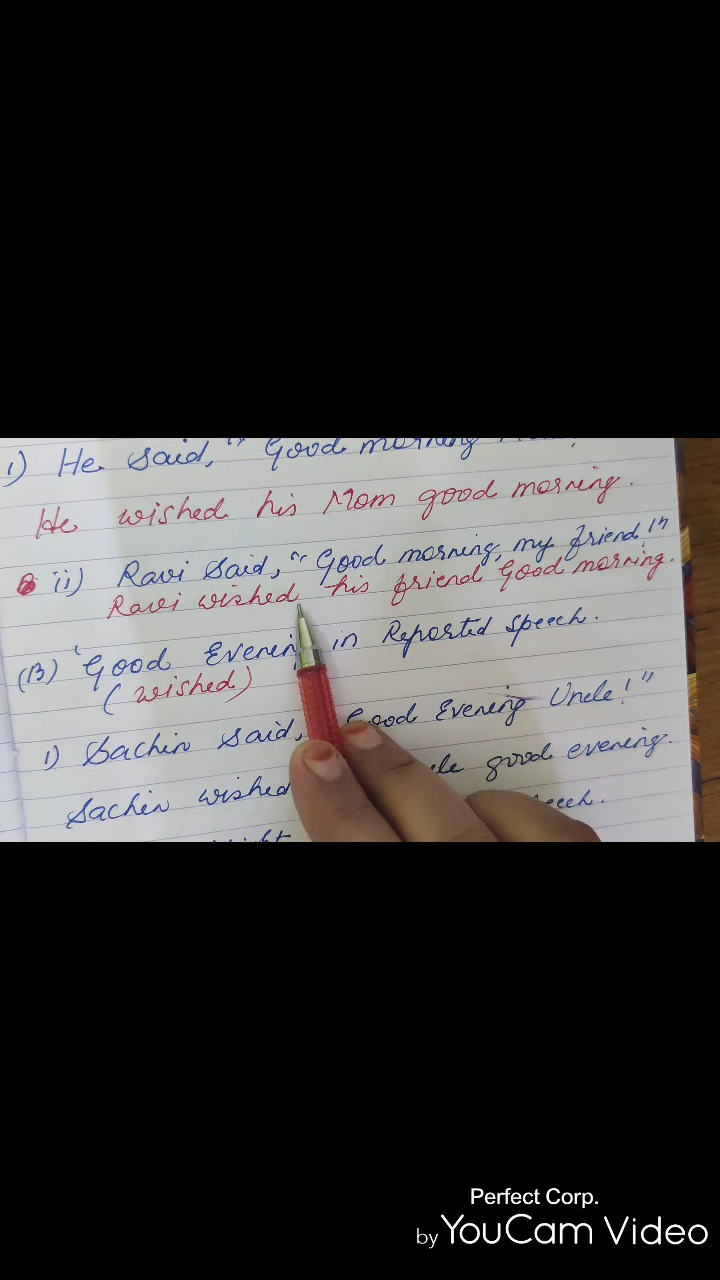 1) He Said, " Good morning
He wished his Mom good morning.
ii) Ravi Said, " Good morning, my friend!"
Ravi wished his friend Good morning.
(B) 'Good Evenin in Reported speech.
(wished)
1) Sachin said, Good Evening Uncle!"
Sachin wished good evening.
Perfect Corp.
by YouCam Video